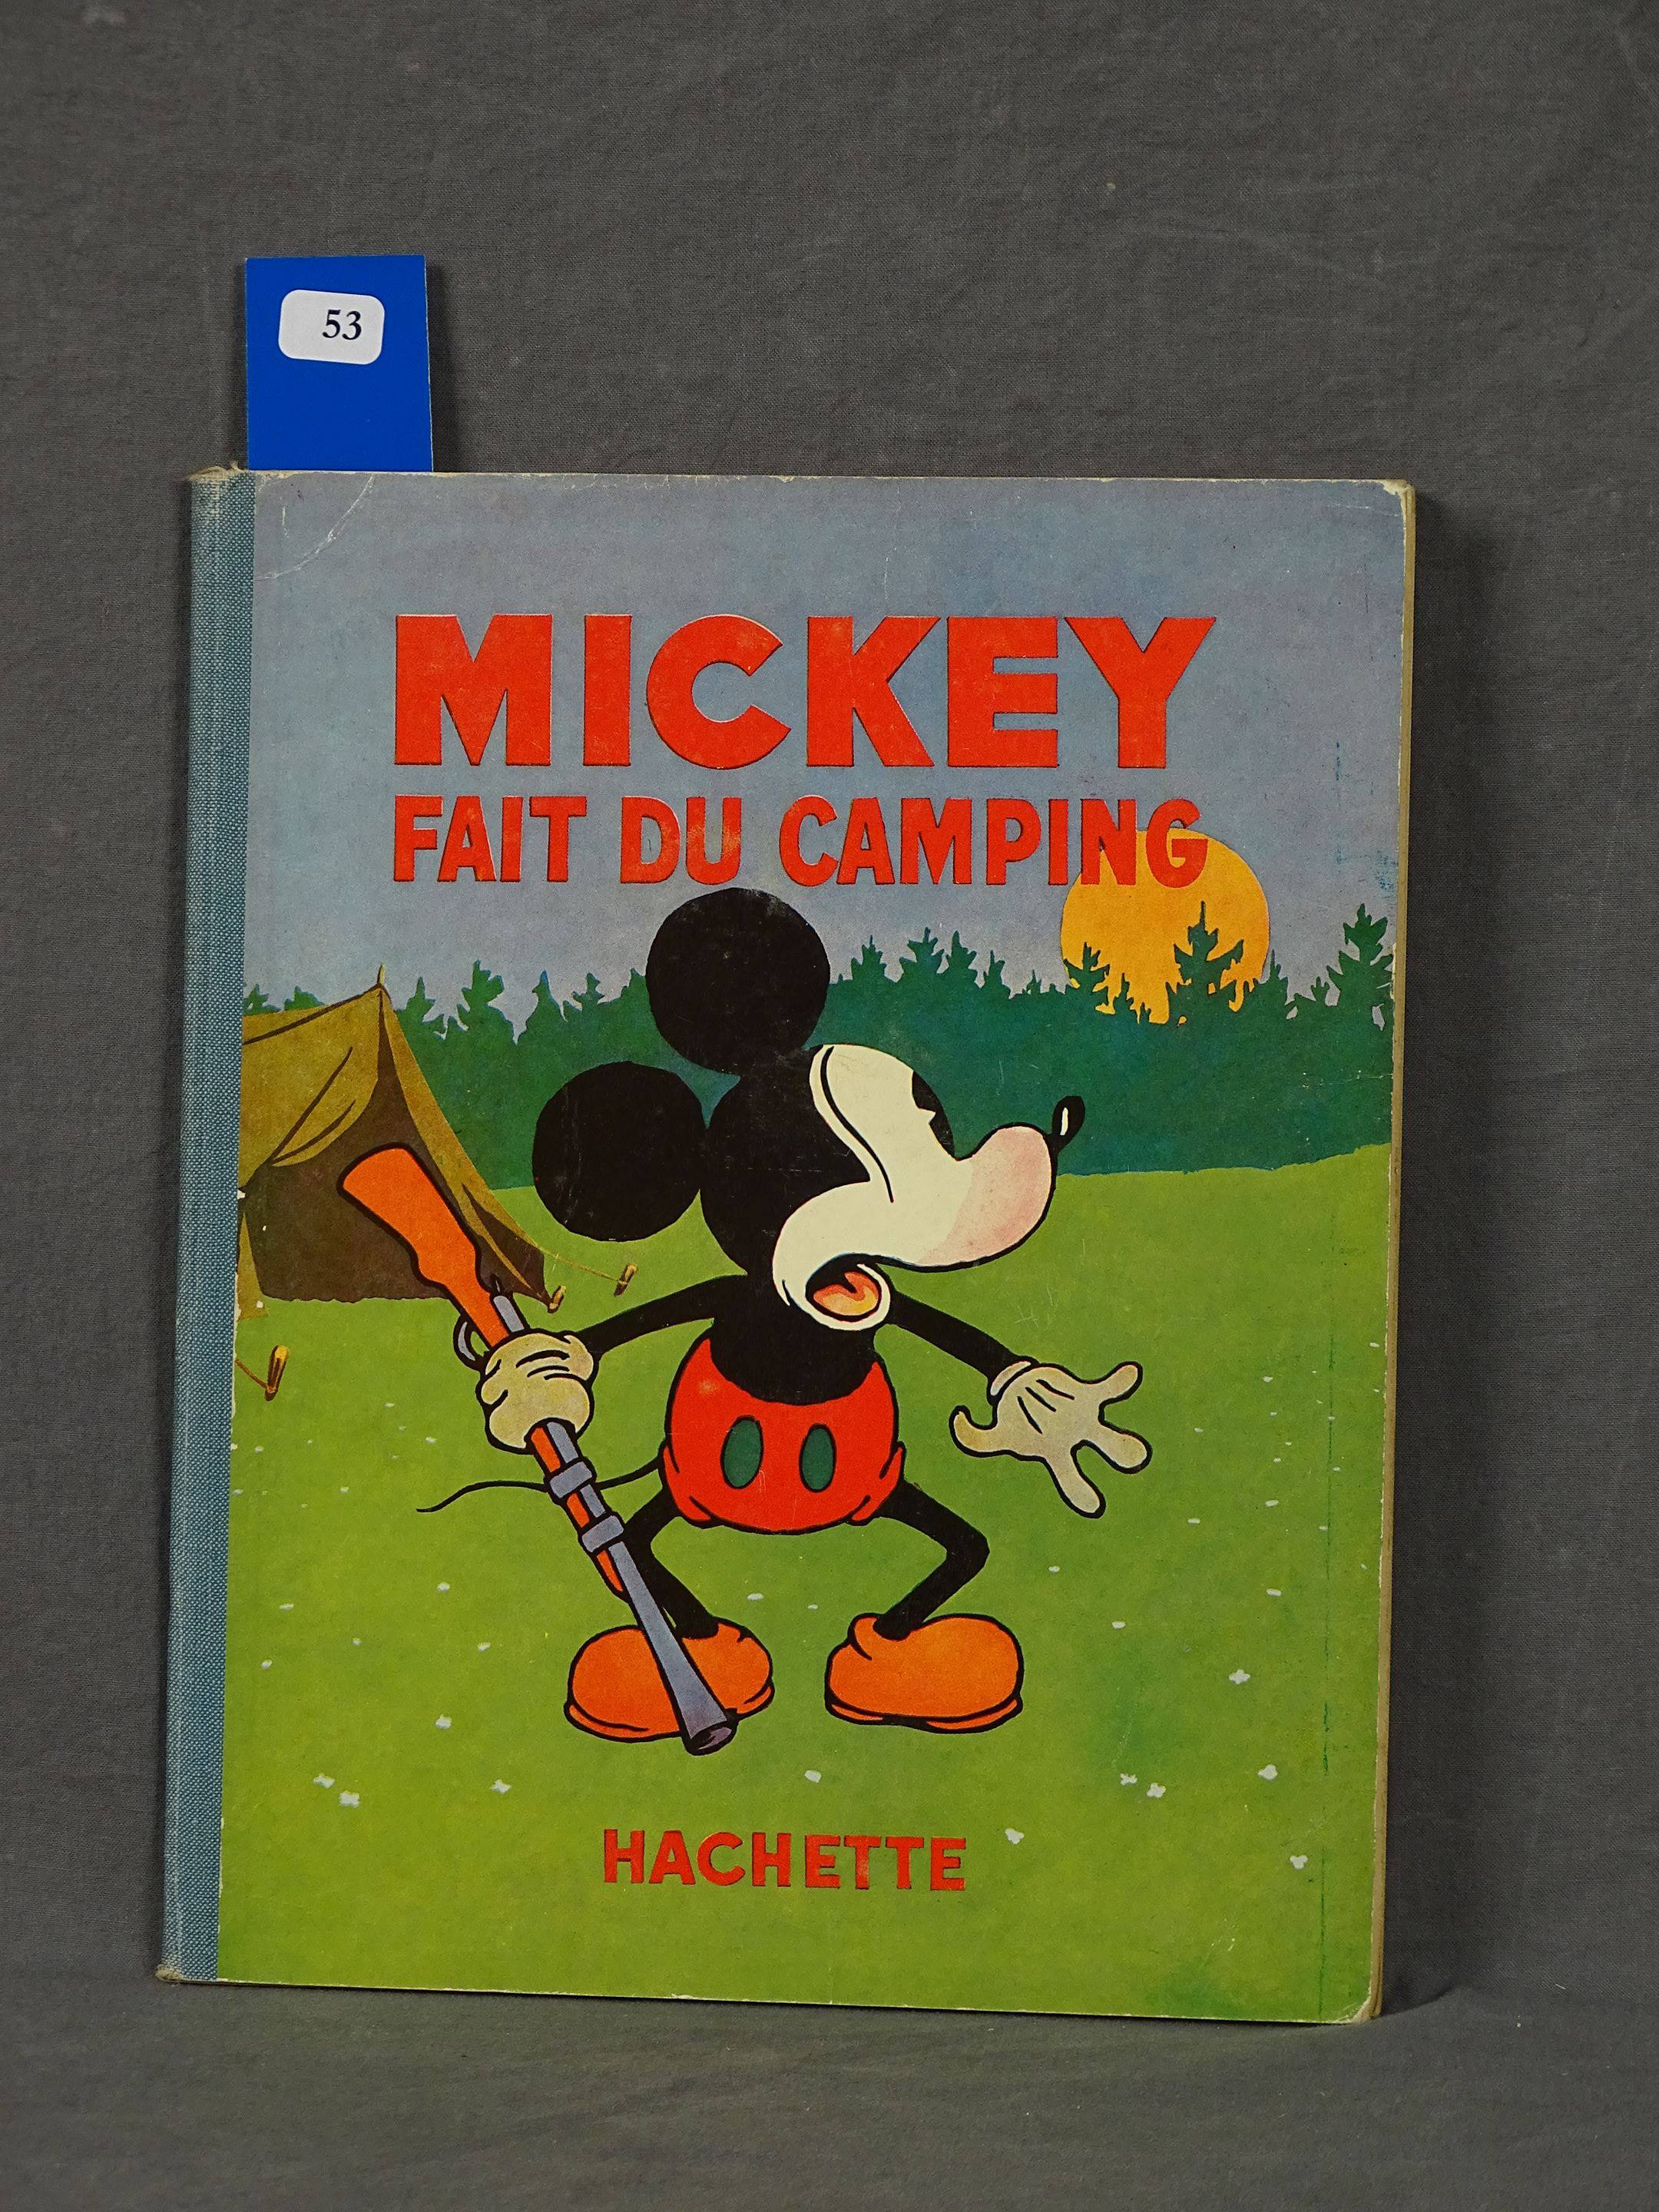 53
MICKEY
FAIT DU CAMPING
HACHETTE